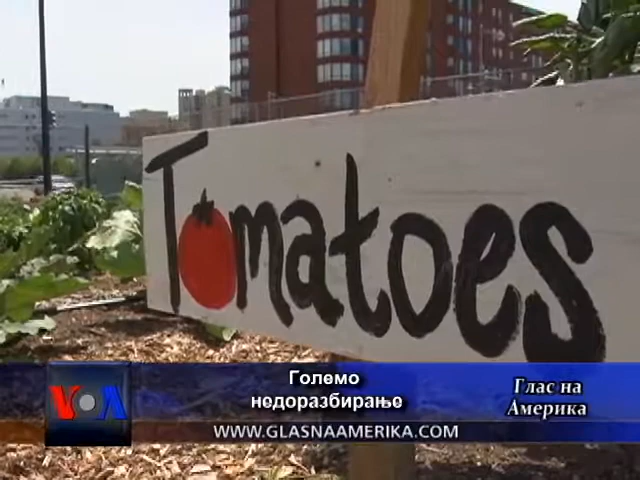 Tomatoes
VOA
Големо
недоразбирање
Глас на
Америка
WWW.GLASNAAMERIKA.COM